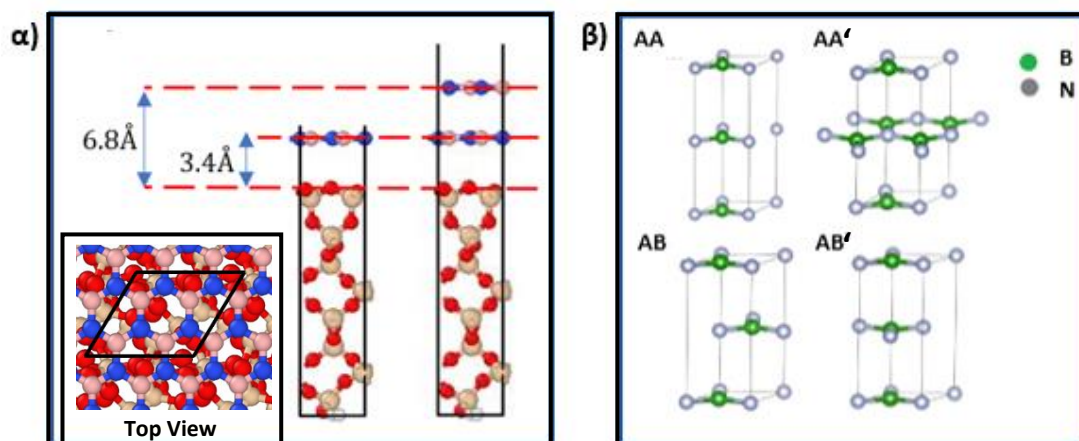 α)
6.8Å
3.4Å
Top View
β)
AA
AA‘
B
N
AB
AB‘